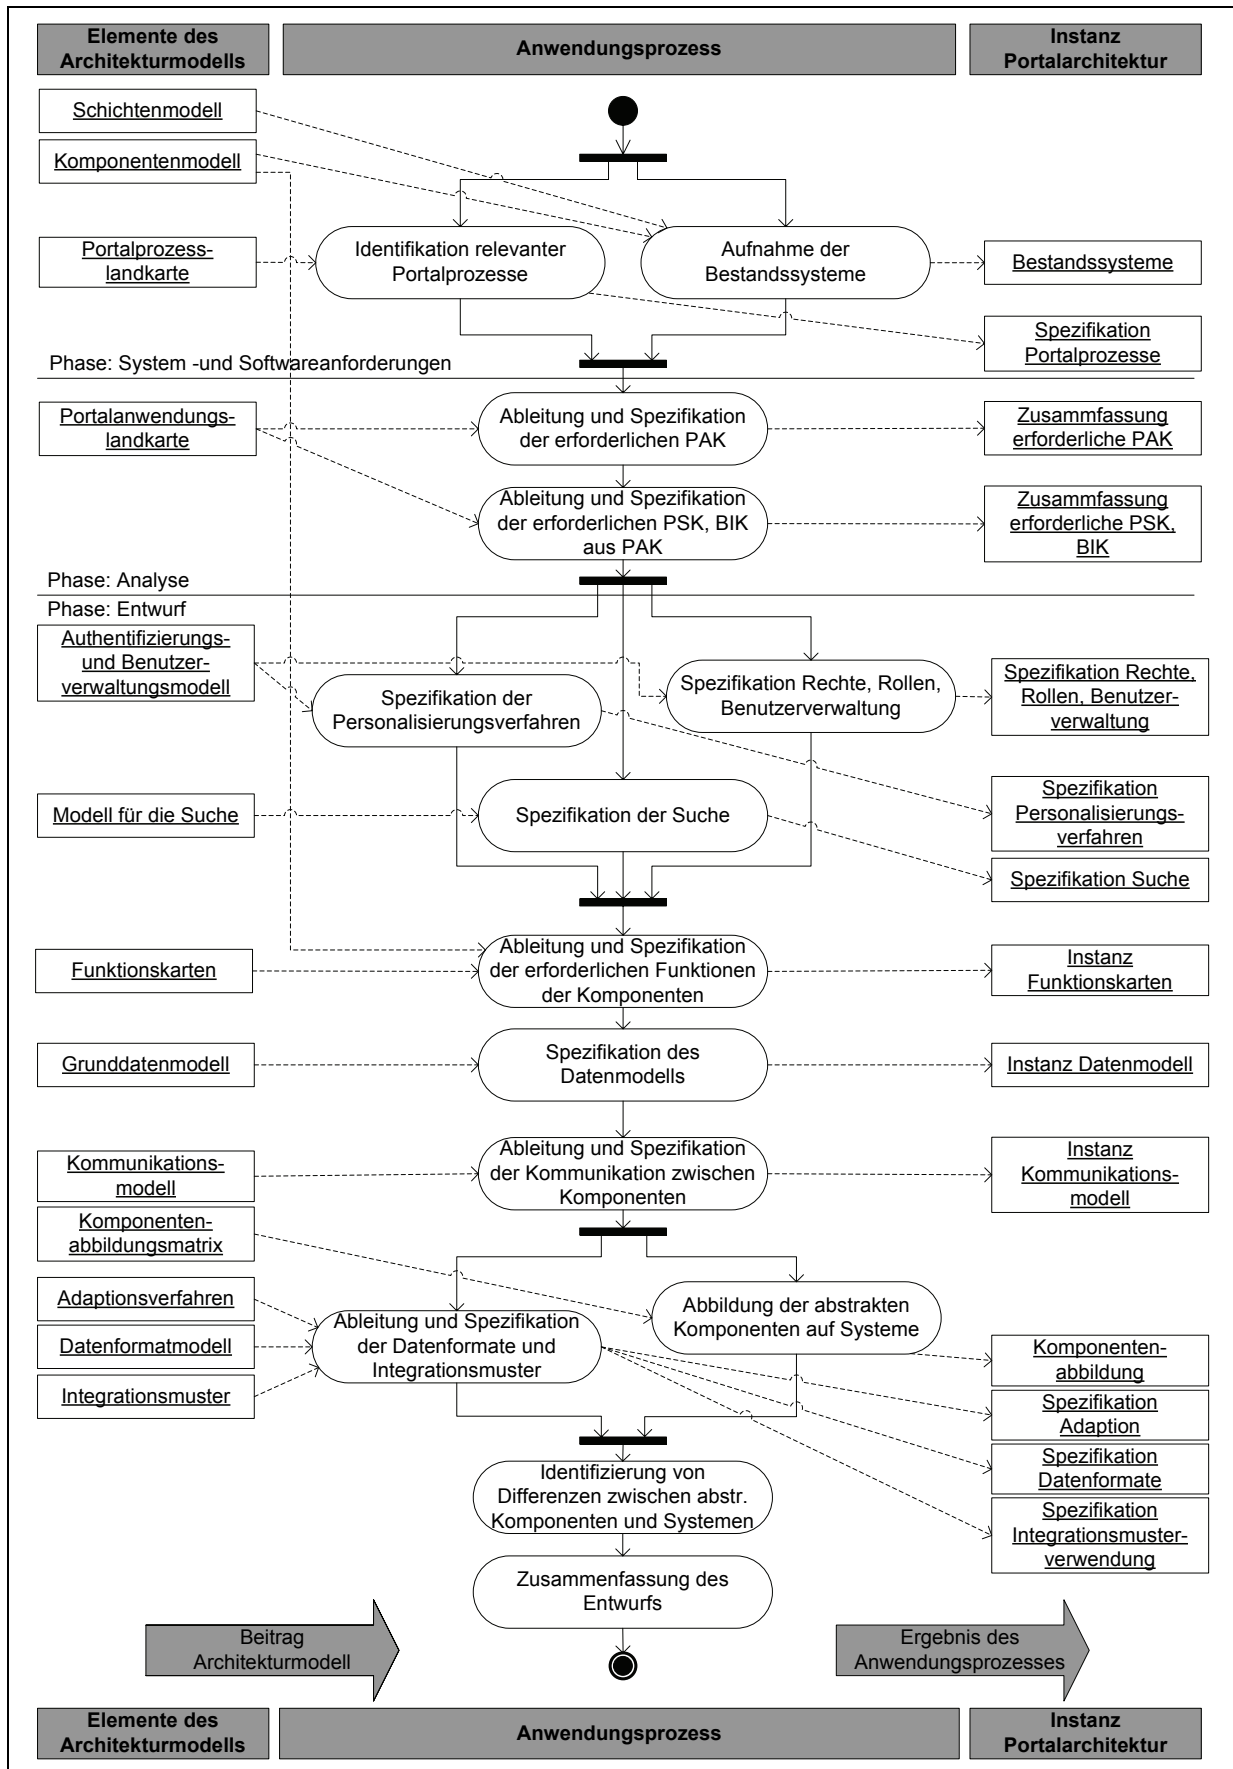 Elemente des
Architekturmodells
Anwendungsprozess
Instanz
Portalarchitektur
Schichtenmodell
Komponentenmodell
Portalprozess-
landkarte
Identifikation relevanter
Portalprozesse
Aufnahme der
Bestandssysteme
Bestandssysteme
Spezifikation
Portalprozesse
Phase: System -und Softwareanforderungen
Portalanwendungs-
landkarte
Ableitung und Spezifikation
der erforderlichen PAK
Zusammfassung
erforderliche PAK
Ableitung und Spezifikation
der erforderlichen PSK, BIK
aus PAK
Zusammfassung
erforderliche PSK,
BIK
Phase: Analyse
Phase: Entwurf
Authentifizierungs-
und Benutzer-
verwaltungsmodell
Spezifikation der
Personalisierungsverfahren
Spezifikation Rechte, Rollen,
Benutzerverwaltung
Spezifikation Rechte,
Rollen, Benutzer-
verwaltung
Modell für die Suche
Spezifikation der Suche
Spezifikation
Personalisierungs-
verfahren
Spezifikation Suche
Funktionskarten
Ableitung und Spezifikation
der erforderlichen Funktionen
der Komponenten
Instanz
Funktionskarten
Grunddatenmodell
Spezifikation des
Datenmodells
Instanz Datenmodell
Kommunikations-
modell
Ableitung und Spezifikation
der Kommunikation zwischen
Komponenten
Instanz
Kommunikations-
modell
Komponenten-
abbildungsmatrix
Adaptionsverfahren
Datenformatmodell
Integrationsmuster
Ableitung und Spezifikation
der Datenformate und
Integrationsmuster
Abbildung der abstrakten
Komponenten auf Systeme
Komponenten-
abbildung
Spezifikation
Adaption
Spezifikation
Datenformate
Spezifikation
Integrationsmuster-
verwendung
Identifizierung von
Differenzen zwischen abstr.
Komponenten und Systemen
Zusammenfassung des
Entwurfs
Beitrag
Architekturmodell
Ergebnis des
Anwendungsprozesses
Elemente des
Architekturmodells
Anwendungsprozess
Instanz
Portalarchitektur